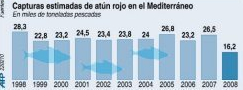 Capturas estimadas de atún rojo en el Mediterráneo
En miles de toneladas pescadas
28,3 22,8 23,2 24,5 23,4 23,8 24 26,8 23,2 26,5 16,2
1998 1999 2000 2001 2002 2003 2004 2005 2006 2007 2008
AFP